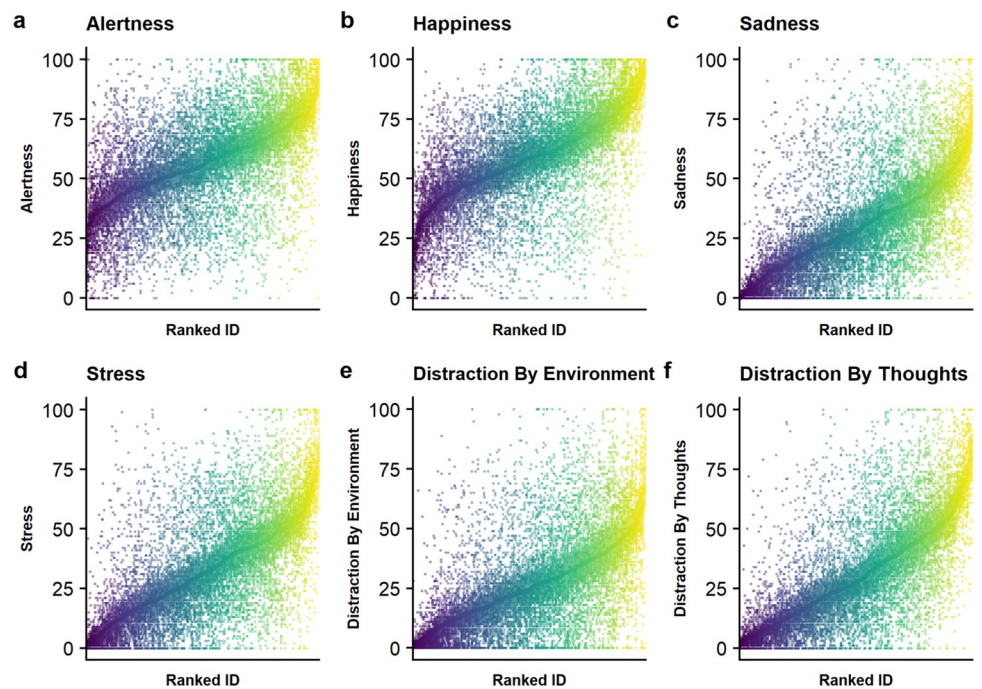 a Alertness
100
75
50
25
0
Alertness
Ranked ID
b Happiness
100
75
50
25
0
Happiness
Ranked ID
c Sadness
100
75
50
25
0
Sadness
Ranked ID
d Stress
100
75
50
25
0
Stress
Ranked ID
e Distraction By Environment
100
75
50
25
0
Distraction By Environment
Ranked ID
f Distraction By Thoughts
100
75
50
25
0
Distraction By Thoughts
Ranked ID